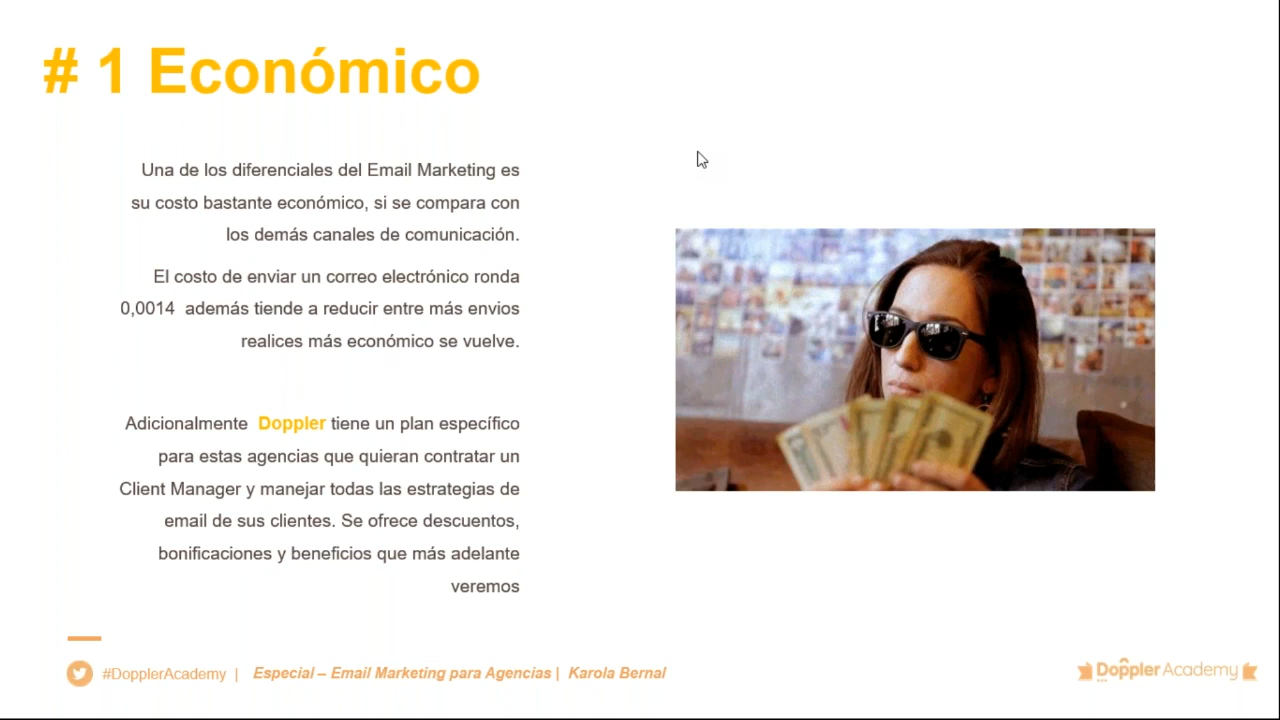 # 1 Económico
Una de los diferenciales del Email Marketing es
su costo bastante económico, si se compara con
los demás canales de comunicación.
El costo de enviar un correo electrónico ronda
0,0014  además tiende a reducir entre más envios
realices más económico se vuelve.
Adicionalmente  Doppler tiene un plan específico
para estas agencias que quieran contratar un
Client Manager y manejar todas las estrategias de
email de sus clientes. Se ofrece descuentos,
bonificaciones y beneficios que más adelante
veremos
#DopplerAcademy | Especial – Email Marketing para Agencias | Karola Bernal
Doppler Academy